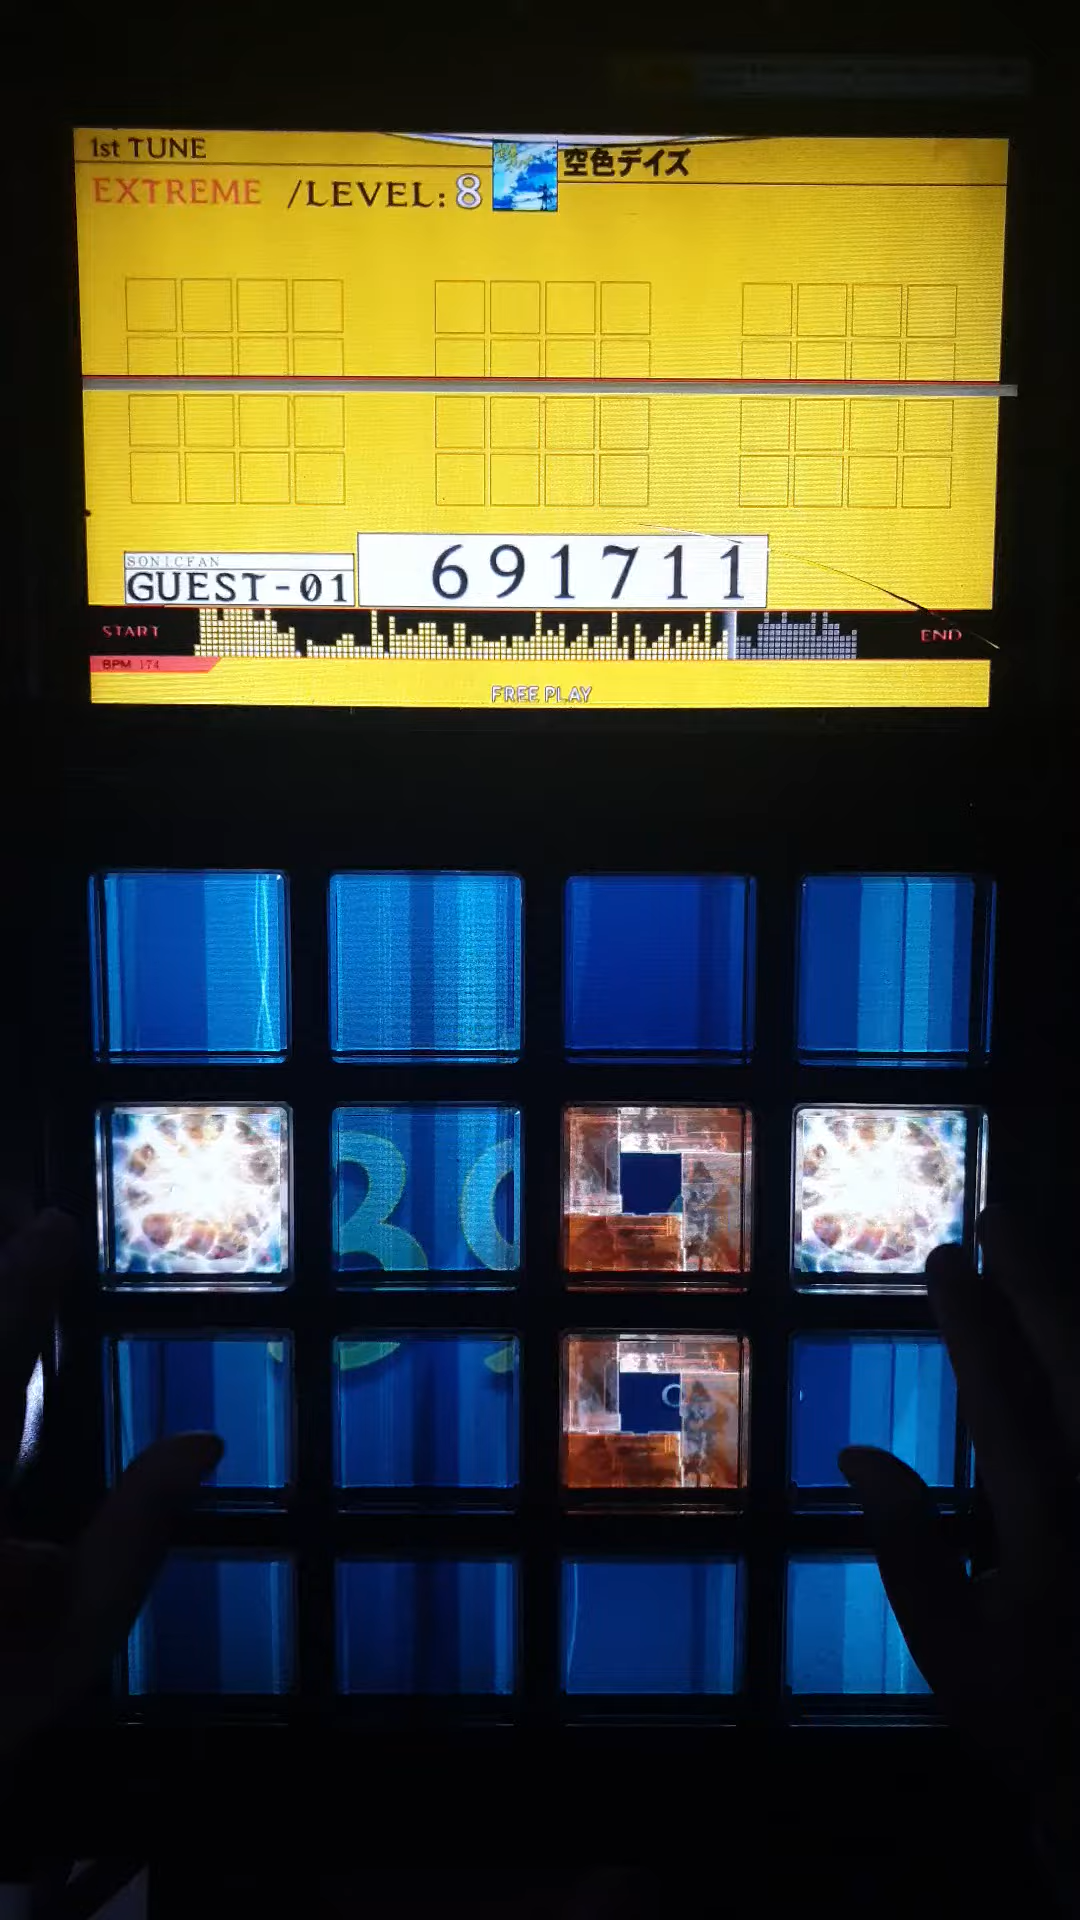 1st TUNE
EXTREME /LEVEL:8
空色デイズ
SONICFAN
GUEST-01
691711
START
END
BPM 174
FREE PLAY
39